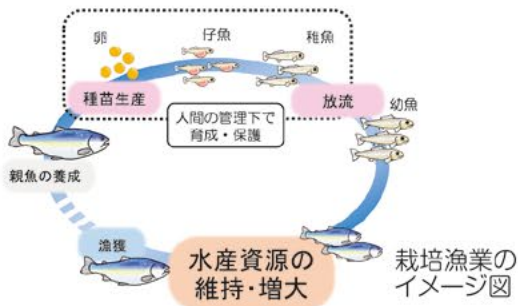 卵
仔魚
稚魚
種苗生産
放流
人間の管理下で
育成・保護
幼魚
親魚の養成
漁獲
水産資源の
維持・増大
栽培漁業の
イメージ図